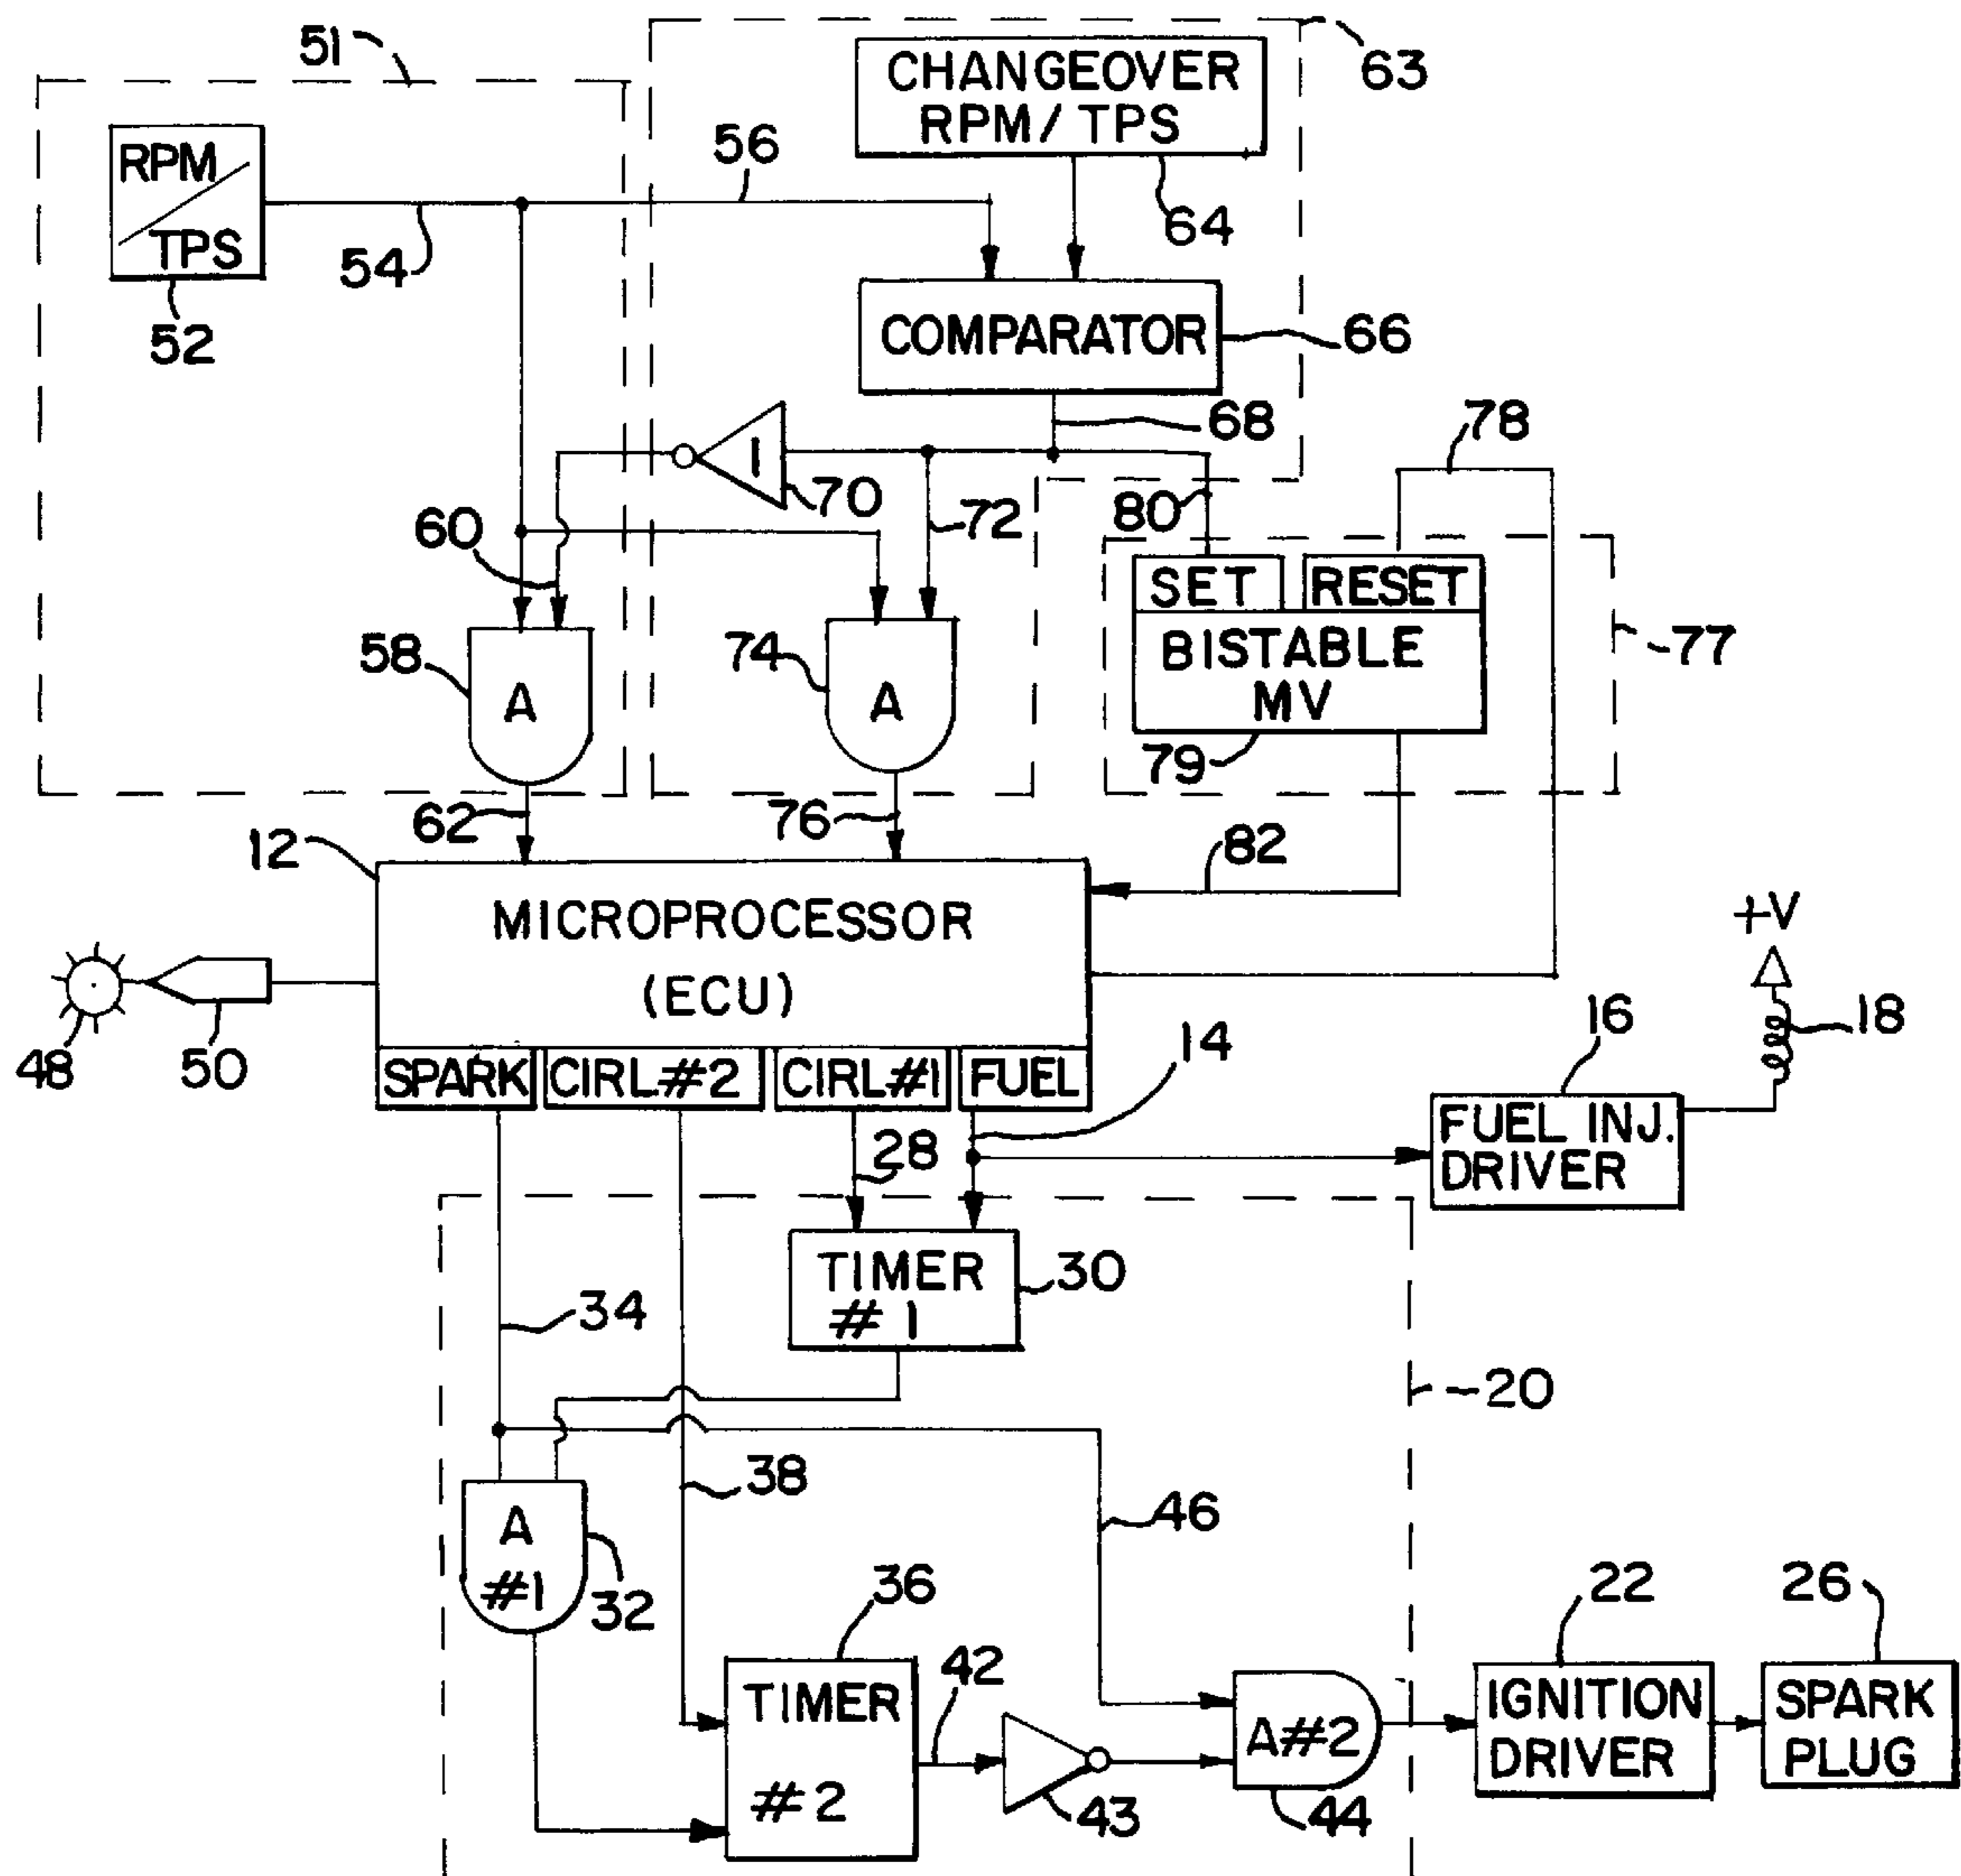 51
63
CHANGEOVER
RPM/TPS
64
RPM
TPS
52
54
56
COMPARATOR
66
68
78
I
70
72
80
60
SET
RESET
BISTABLE
MV
77
79
58
A
74
A
62
76
82
12
MICROPROCESSOR
(ECU)
+V
18
48
50
SPARK
CIRL#2
CIRL#1
FUEL
14
16
FUEL INJ.
DRIVER
28
TIMER
#1
30
34
20
38
46
A
#1
32
36
TIMER
#2
42
43
A#2
44
22
IGNITION
DRIVER
26
SPARK
PLUG